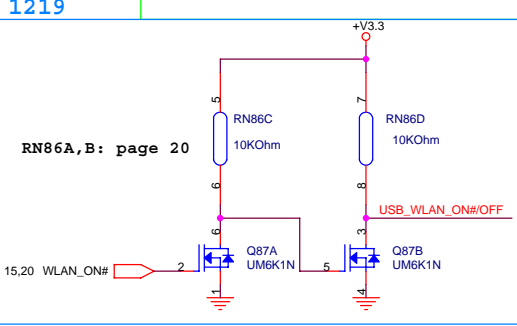 1219
+V3.3
5
7
RN86C
RN86D
RN86A,B: page 20
10KOhm
10KOhm
6
8
USB_WLAN_ON#/OFF
6
3
Q87A
Q87B
15,20 WLAN_ON#
2
UM6K1N
5
UM6K1N
1
4